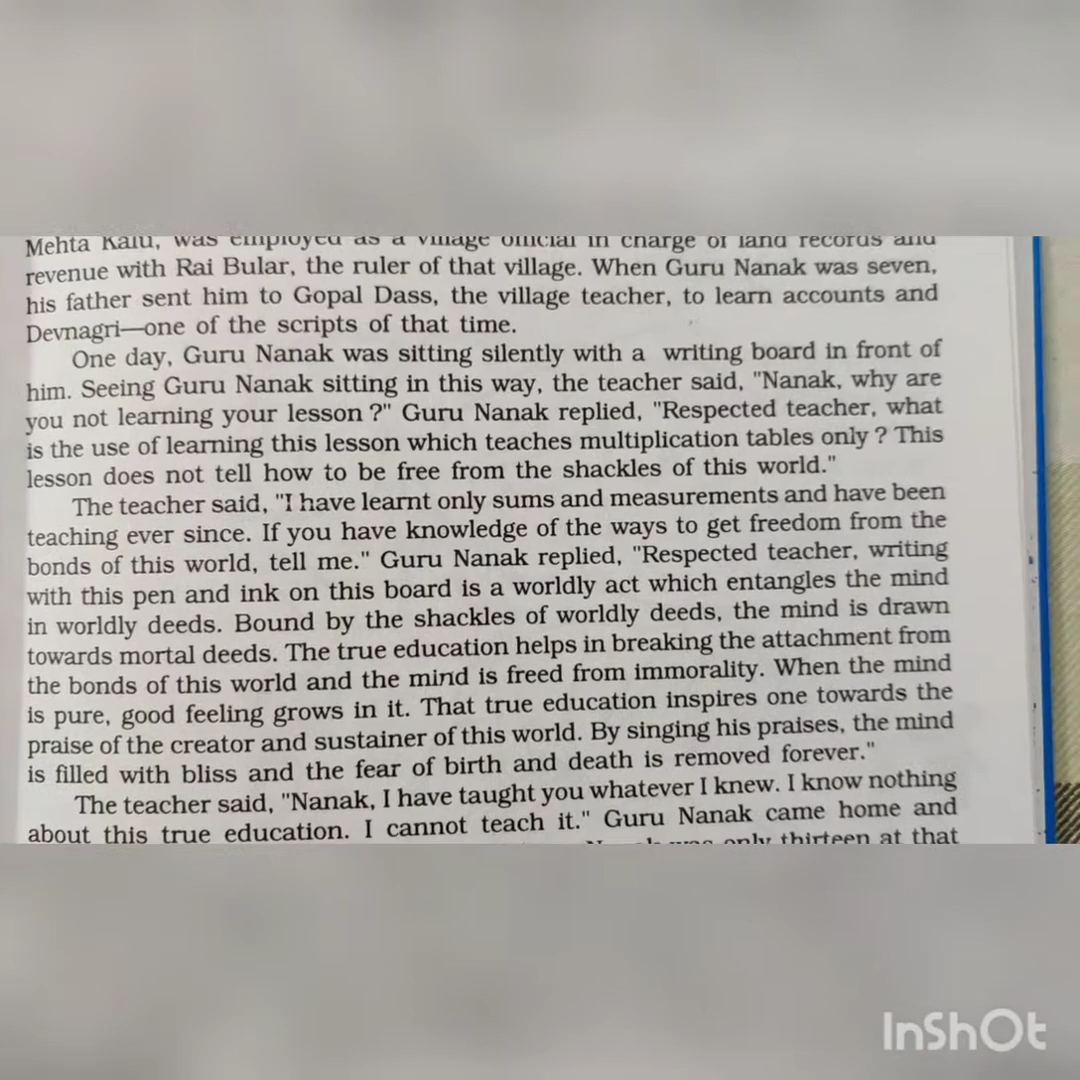 Mehta Kalu, was employed as a village official in charge of land records and
revenue with Rai Bular, the ruler of that village. When Guru Nanak was seven,
his father sent him to Gopal Dass, the village teacher, to learn accounts and
Devnagri—one of the scripts of that time.
One day, Guru Nanak was sitting silently with a writing board in front of
him. Seeing Guru Nanak sitting in this way, the teacher said, "Nanak, why are
you not learning your lesson ?" Guru Nanak replied, "Respected teacher, what
is the use of learning this lesson which teaches multiplication tables only ? This
lesson does not tell how to be free from the shackles of this world."
The teacher said, "I have learnt only sums and measurements and have been
teaching ever since. If you have knowledge of the ways to get freedom from the
bonds of this world, tell me." Guru Nanak replied, "Respected teacher, writing
with this pen and ink on this board is a worldly act which entangles the mind
in worldly deeds. Bound by the shackles of worldly deeds, the mind is drawn
towards mortal deeds. The true education helps in breaking the attachment from
the bonds of this world and the mind is freed from immorality. When the mind
is pure, good feeling grows in it. That true education inspires one towards the
praise of the creator and sustainer of this world. By singing his praises, the mind
is filled with bliss and the fear of birth and death is removed forever."
The teacher said, "Nanak, I have taught you whatever I knew. I know nothing
about this true education. I cannot teach it." Guru Nanak came home and
Nanak was only thirteen at that
InShOt